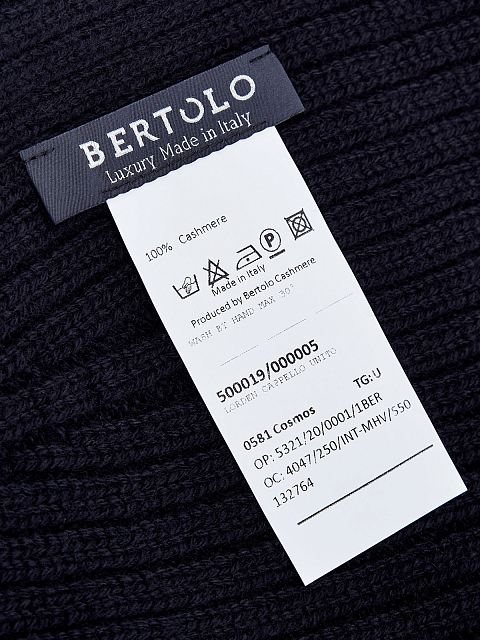 BERTOLO
Luxury Made in Italy
100% Cashmere
P
Made in Italy
Produced by Bertolo Cashmere
WASH BY HAND MAX 30°
500019/000005
LORDEN CAPPELLO UNITO
0581 Cosmos TG:U
OP: 5321/20/0001/1BER
OC: 4047/250/INT-MHV/550
132764